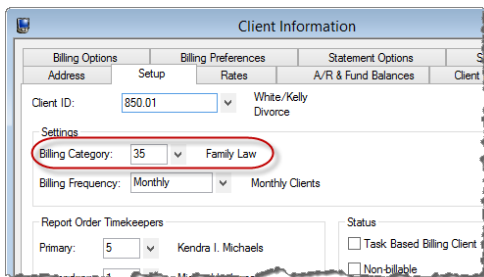 Client Information
Billing Options Billing Preferences Statement Options
Address Setup Rates A/R & Fund Balances Client
Client ID: 850.01 White/Kelly
Divorce
Settings
Billing Category: 35 Family Law
Billing Frequency: Monthly Monthly Clients
Report Order Timekeepers Status
Primary: 5 Kendra I. Michaels Task Based Billing Client
Non-billable